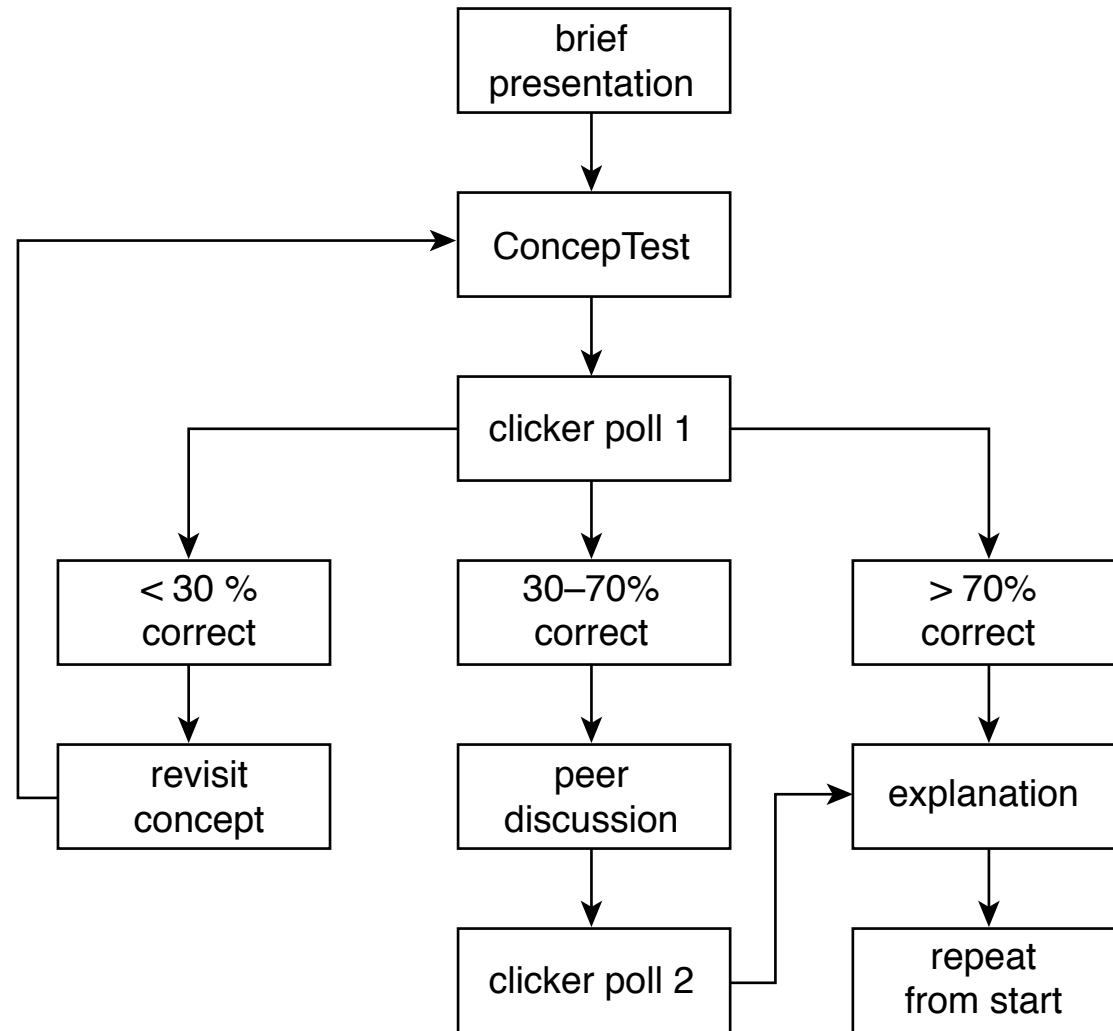 brief
presentation
ConcepTest
clicker poll 1
< 30 %
correct
30–70%
correct
> 70%
correct
revisit
concept
peer
discussion
explanation
clicker poll 2
repeat
from start